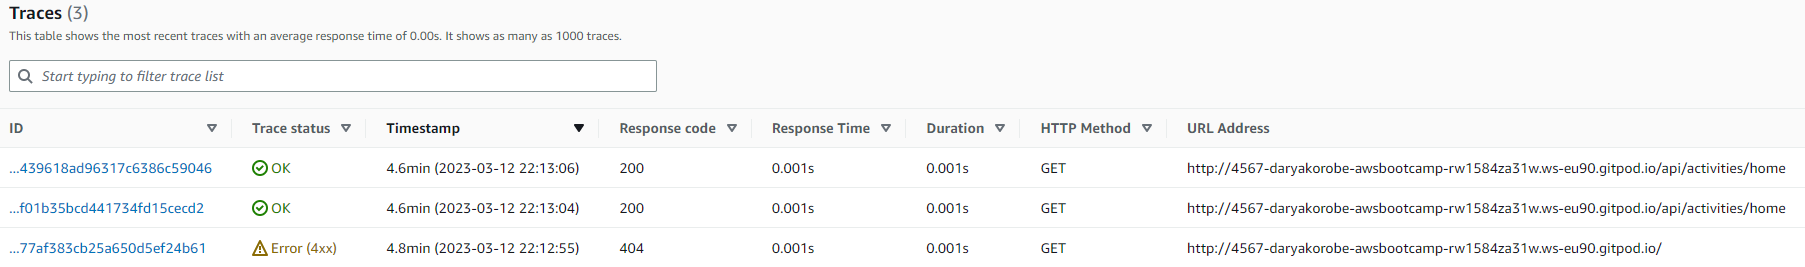 Traces (3)
This table shows the most recent traces with an average response time of 0.00s. It shows as many as 1000 traces.
Start typing to filter trace list
ID Trace status Timestamp Response code Response Time Duration HTTP Method URL Address
...439618ad96317c6386c59046 OK 4.6min (2023-03-12 22:13:06) 200 0.001s 0.001s GET http://4567-daryakorobe-awsbootcamp-rw1584za31w.ws-eu90.gitpod.io/api/activities/home
...f01b35bcd441734fd15cecd2 OK 4.6min (2023-03-12 22:13:04) 200 0.001s 0.001s GET http://4567-daryakorobe-awsbootcamp-rw1584za31w.ws-eu90.gitpod.io/api/activities/home
...77af383cb25a650d5ef24b61 Error (4xx) 4.8min (2023-03-12 22:12:55) 404 0.001s 0.001s GET http://4567-daryakorobe-awsbootcamp-rw1584za31w.ws-eu90.gitpod.io/